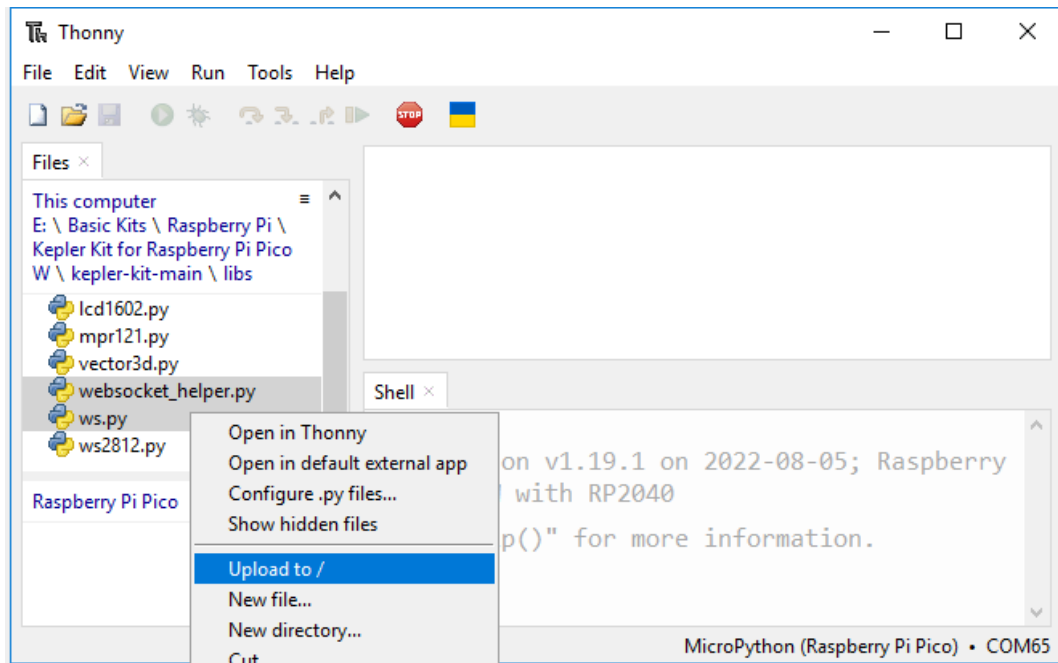 Thonny
File Edit View Run Tools Help
STOP
Files
This computer
E: \ Basic Kits \ Raspberry Pi \
Kepler Kit for Raspberry Pi Pico
W \ kepler-kit-main \ libs
lcd1602.py
mpr121.py
vector3d.py
websocket_helper.py
ws.py
ws2812.py
Raspberry Pi Pico
Shell
on v1.19.1 on 2022-08-05; Raspberry
with RP2040
p()" for more information.
Open in Thonny
Open in default external app
Configure .py files...
Show hidden files
Upload to /
New file...
New directory...
Cut
MicroPython (Raspberry Pi Pico) • COM65